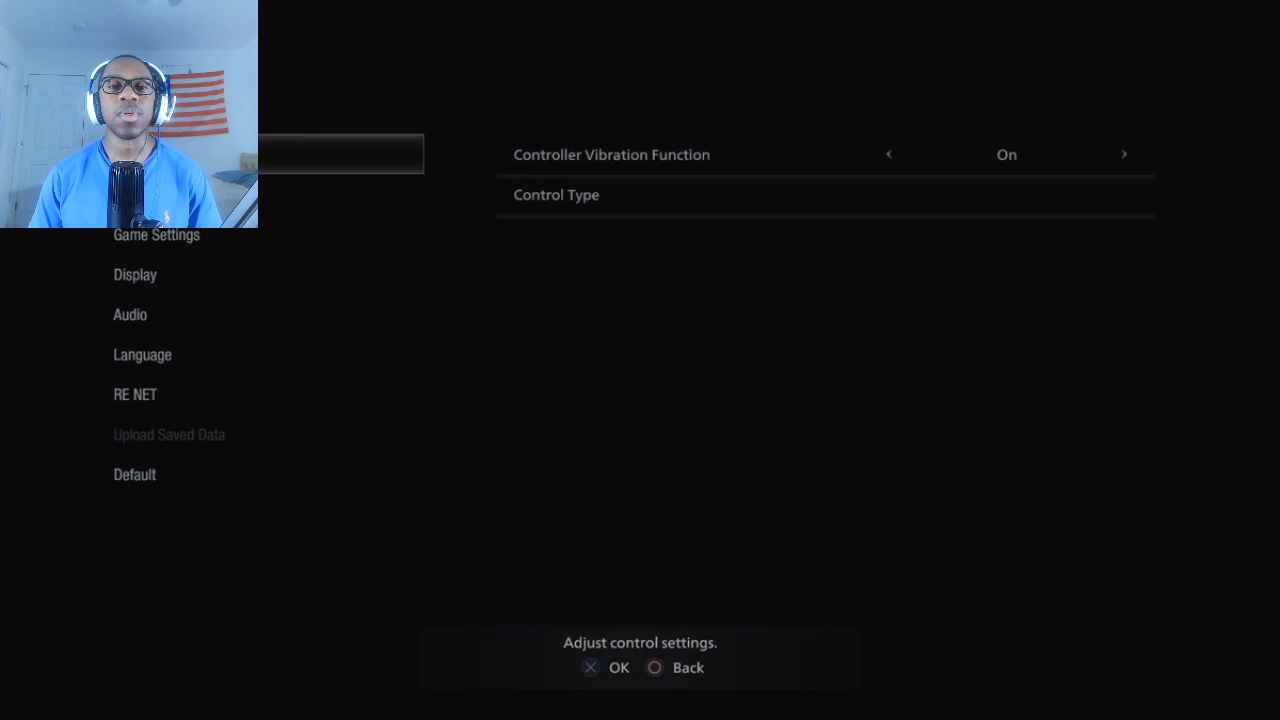 Controller Vibration Function
On
Control Type
Game Settings
Display
Audio
Language
RE NET
Upload Saved Data
Default
Adjust control settings.
OK Back